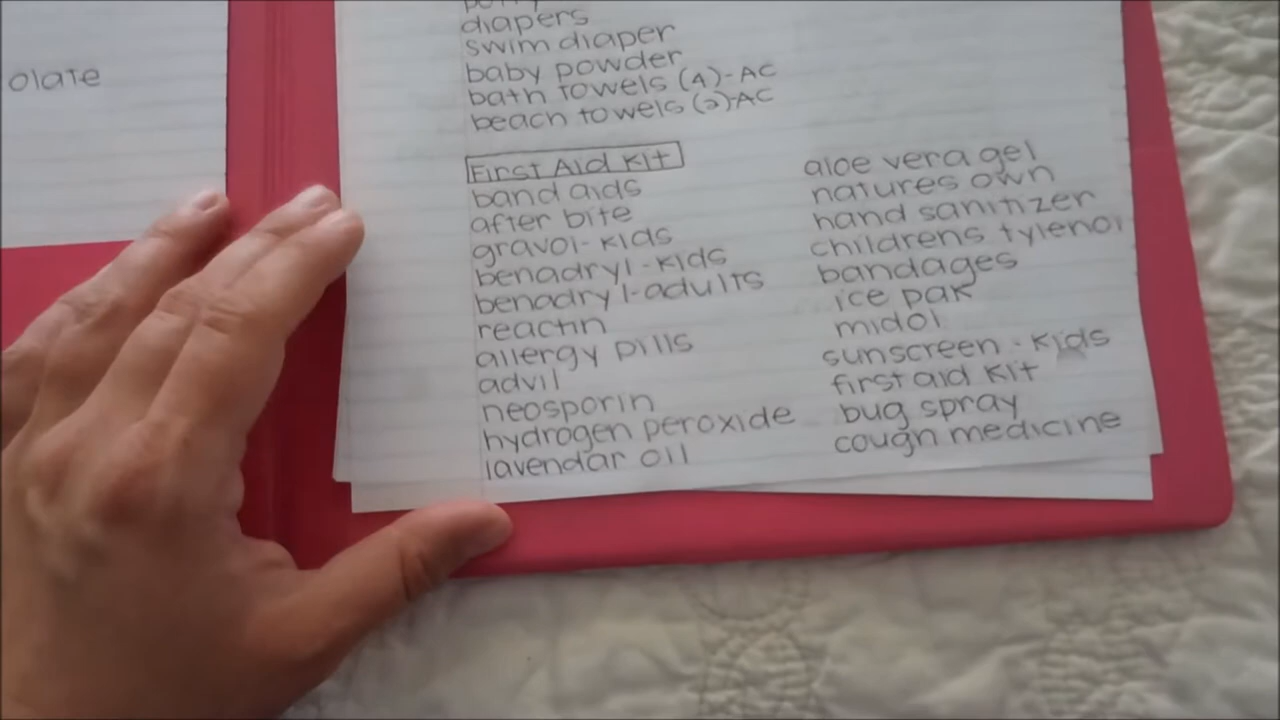 olate
diapers
swim diaper
baby powder
bath towels (4)-AC
beach towels (2)-AC
First Aid Kit
band aids
after bite
gravol-kids
benadryl-kids
benadryl-adults
reactin
allergy pills
advil
neosporin
hydrogen peroxide
lavendar oil
aloe vera gel
natures own
hand sanitizer
childrens tylenol
bandages
ice pak
midol
sunscreen - kids
first aid kit
bug spray
cough medicine